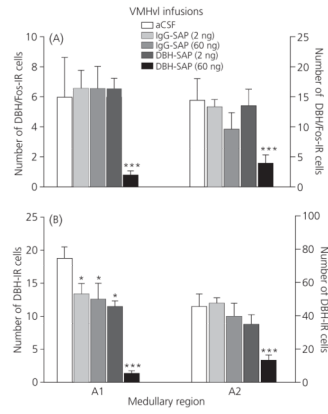 VMHvl infusions
aCSF
IgG-SAP (2 ng)
IgG-SAP (60 ng)
DBH-SAP (2 ng)
DBH-SAP (60 ng)
(A)
Number of DBH/Fos-IR cells
10
8
6
4
2
0
***
***
25
20
15
10
5
0
Number of DBH/Fos-IR cells
(B)
Number of DBH-IR cells
25
20
15
10
5
0
*
*
*
***
***
100
80
60
40
20
0
Number of DBH-IR cells
A1
A2
Medullary region